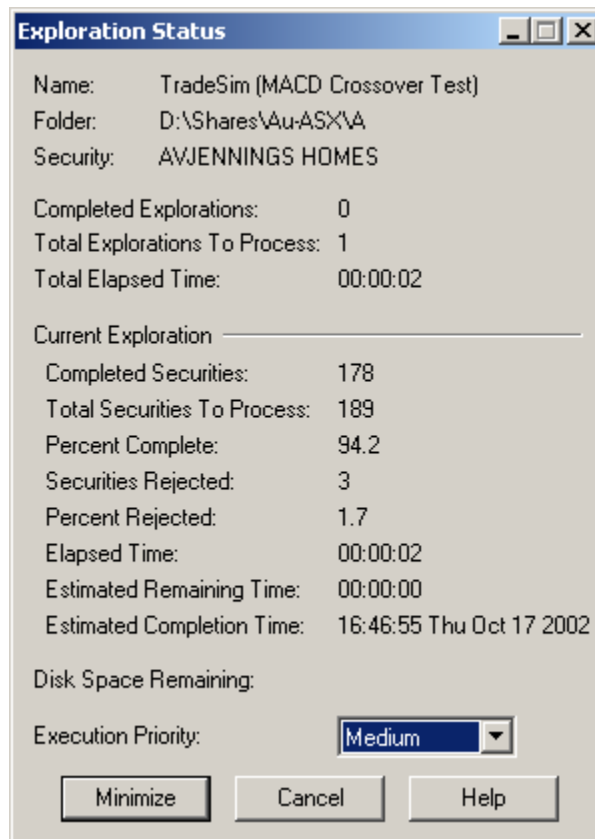 Exploration Status
Name: TradeSim (MACD Crossover Test)
Folder: D:\Shares\Au-ASX\A
Security: AVJENNINGS HOMES
Completed Explorations: 0
Total Explorations To Process: 1
Total Elapsed Time: 00:00:02
Current Exploration
Completed Securities: 178
Total Securities To Process: 189
Percent Complete: 94.2
Securities Rejected: 3
Percent Rejected: 1.7
Elapsed Time: 00:00:02
Estimated Remaining Time: 00:00:00
Estimated Completion Time: 16:46:55 Thu Oct 17 2002
Disk Space Remaining:
Execution Priority: Medium
Minimize Cancel Help